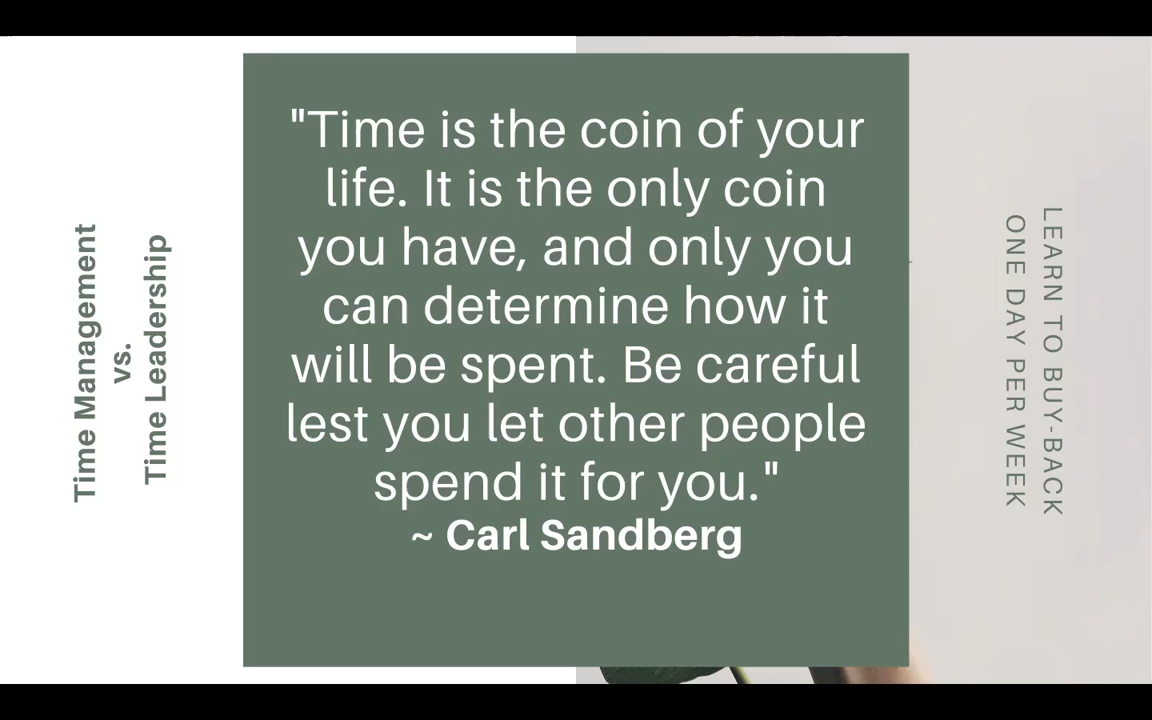 Time Management
vs.
Time Leadership
"Time is the coin of your
life. It is the only coin
you have, and only you
can determine how it
will be spent. Be careful
lest you let other people
spend it for you."
~ Carl Sandberg
LEARN TO BUY-BACK
ONE DAY PER WEEK